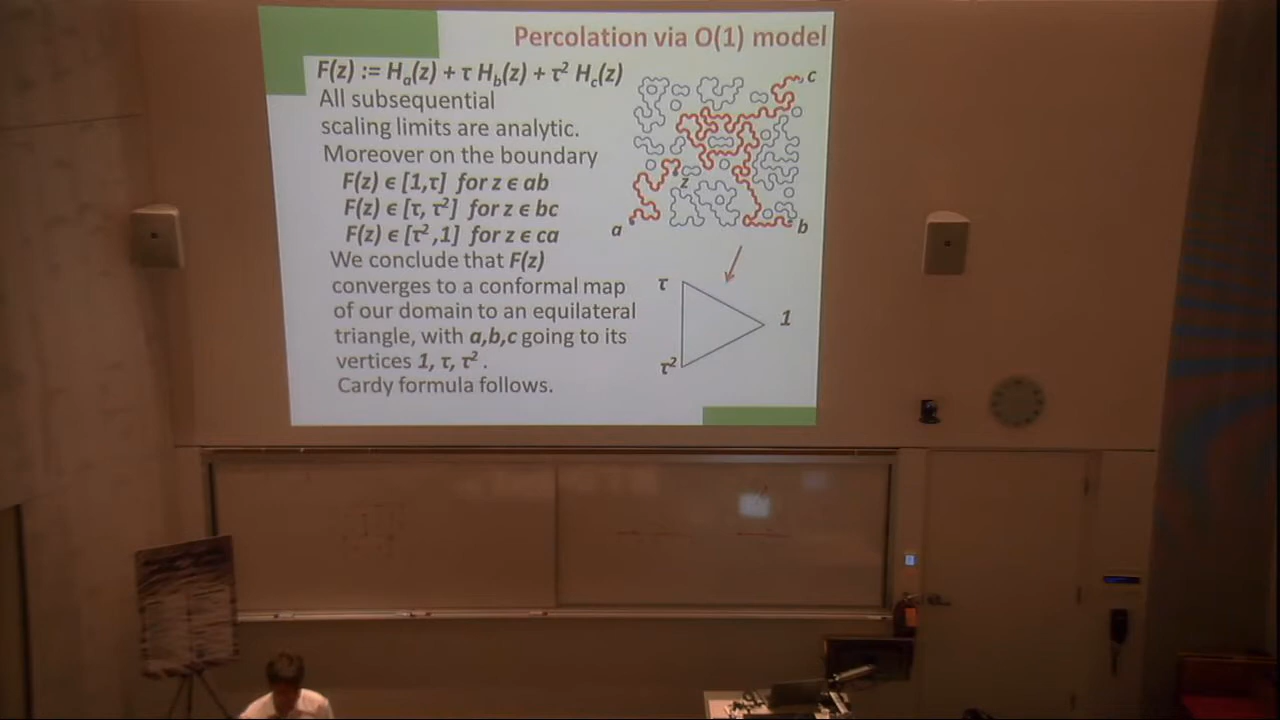 Percolation via O(1) model
F(z) := Hₐ(z) + τ H_b(z) + τ² H_c(z)
All subsequential
scaling limits are analytic.
Moreover on the boundary
F(z) ϵ [1,τ] for z ϵ ab
F(z) ϵ [τ, τ²] for z ϵ bc
F(z) ϵ [τ² ,1] for z ϵ ca
We conclude that F(z)
converges to a conformal map
of our domain to an equilateral
triangle, with a,b,c going to its
vertices 1, τ, τ² .
Cardy formula follows.
c
z
a
b
τ
1
τ²